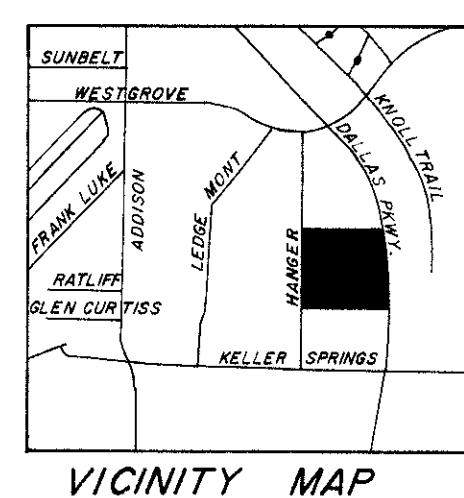 SUNBELT
WESTGROVE
KNOLL TRAIL
DALLAS PKWY.
LEDGE MONT
FRANK LUKE
ADDISON
HANGER
RATLIFF
GLEN CURTISS
KELLER SPRINGS
VICINITY MAP